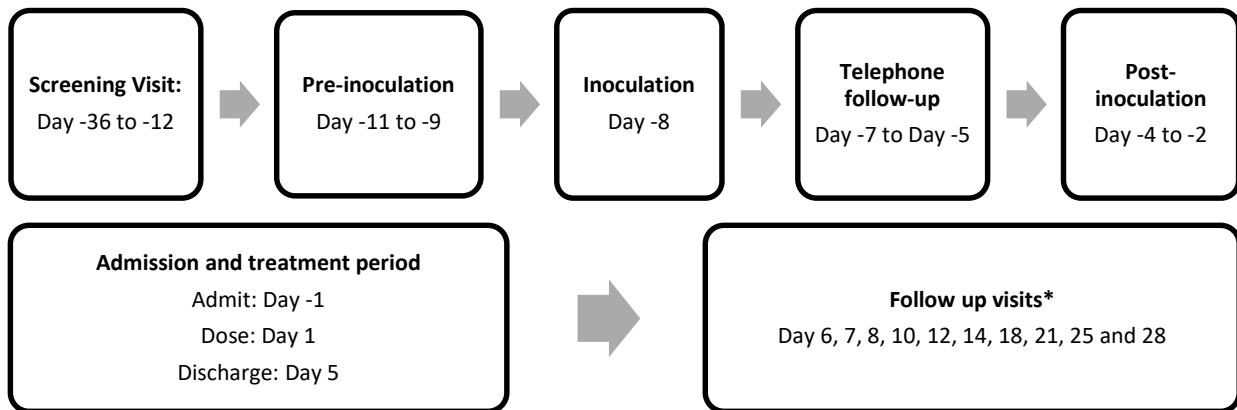 Screening Visit:
Day -36 to -12
Pre-inoculation
Day -11 to -9
Inoculation
Day -8
Telephone
follow-up
Day -7 to Day -5
Post-
inoculation
Day -4 to -2
Admission and treatment period
Admit: Day -1
Dose: Day 1
Discharge: Day 5
Follow up visits*
Day 6, 7, 8, 10, 12, 14, 18, 21, 25 and 28